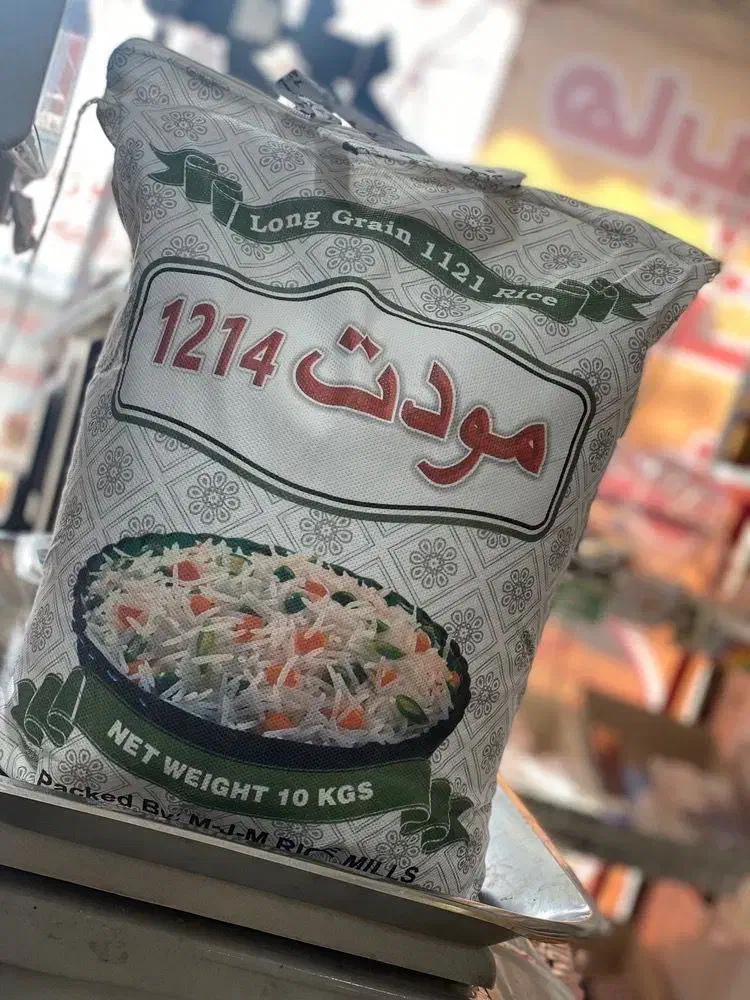 Long Grain 1121 Rice
مودت 1214
NET WEIGHT 10 KGS
Packed By: M-J-M RICE MILLS